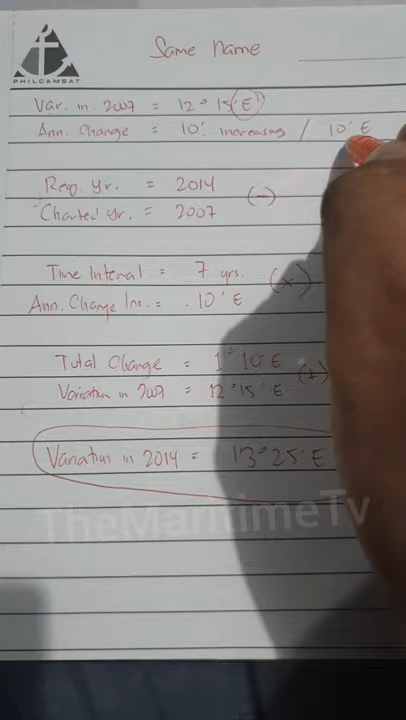 PHILCAMSAT
Same Name
Var. in 2007 = 12° 15' E
Ann. Change = 10' increasing / 10' E
Req. Yr. = 2014
Charted Yr. = 2007
(-)
Time Interval = 7 yrs.
Ann. Change Inc. = 10' E
(x)
Total Change = 1° 10' E
Variation in 2007 = 12° 15' E
(+)
Variation in 2014 = 13° 25' E
TheMaritimeTv